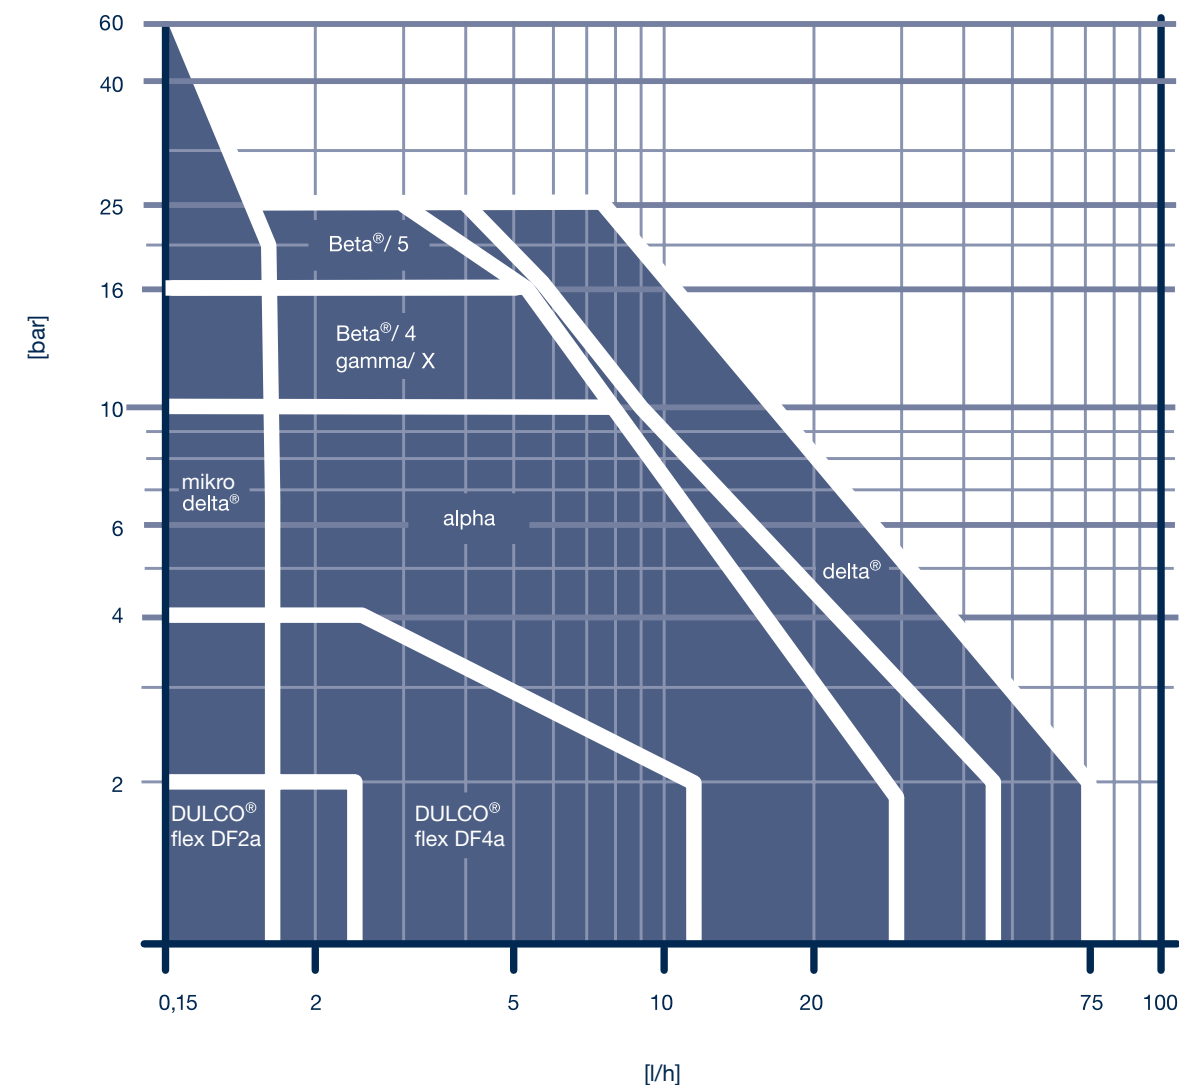 60
40
25
16
10
6
4
2
[bar]
Beta®/ 5
Beta®/ 4
gamma/ X
mikro
delta®
alpha
delta®
DULCO®
flex DF2a
DULCO®
flex DF4a
0,15 2 5 10 20 75 100
[l/h]